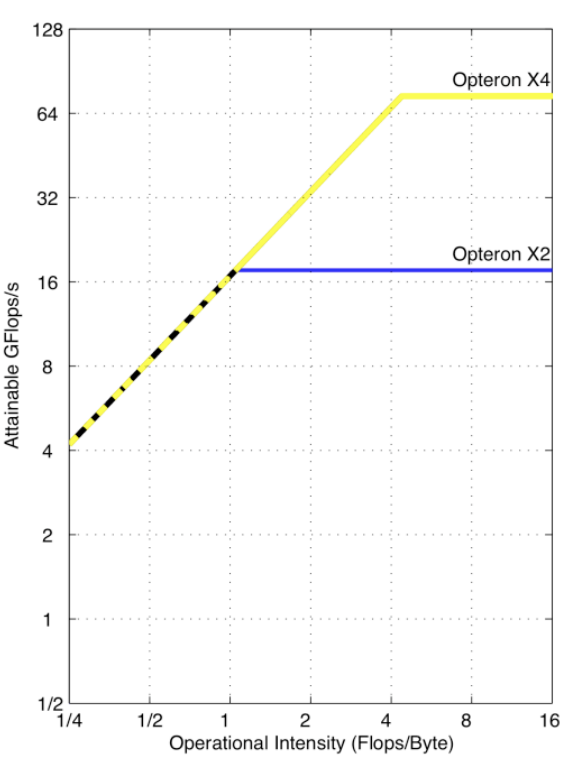 128
Opteron X4
64
32
Opteron X2
16
Attainable GFlops/s
8
4
2
1
1/2
1/4 1/2 1 2 4 8 16
Operational Intensity (Flops/Byte)